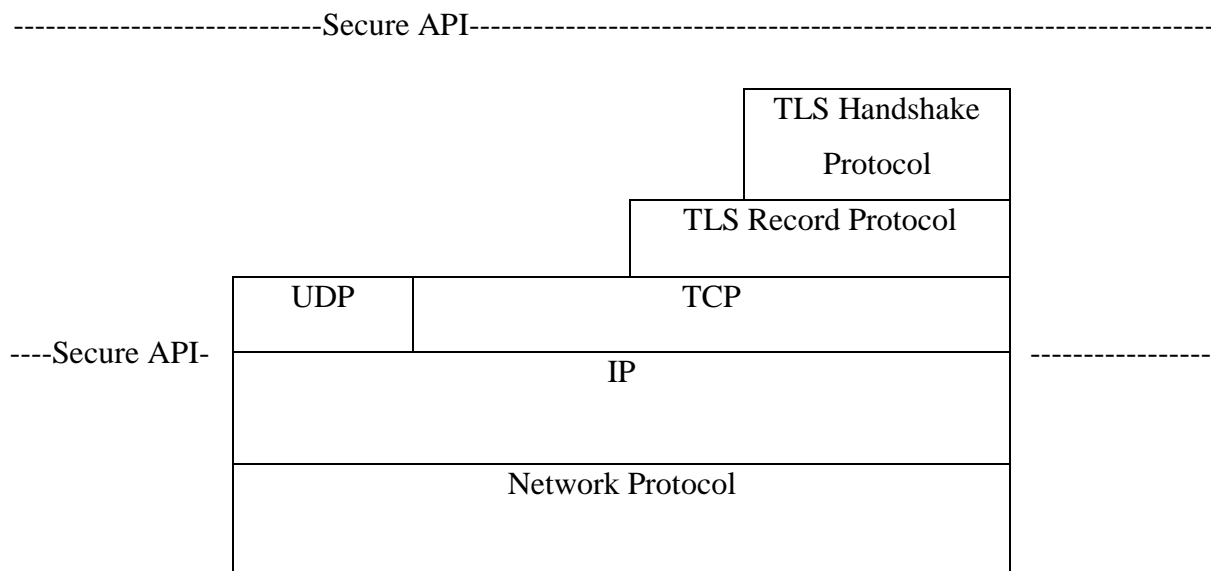 -----------------------------Secure API----------------------------------------------------------------------
TLS Handshake
Protocol
TLS Record Protocol
UDP
TCP
----Secure API-
-----------------
IP
Network Protocol